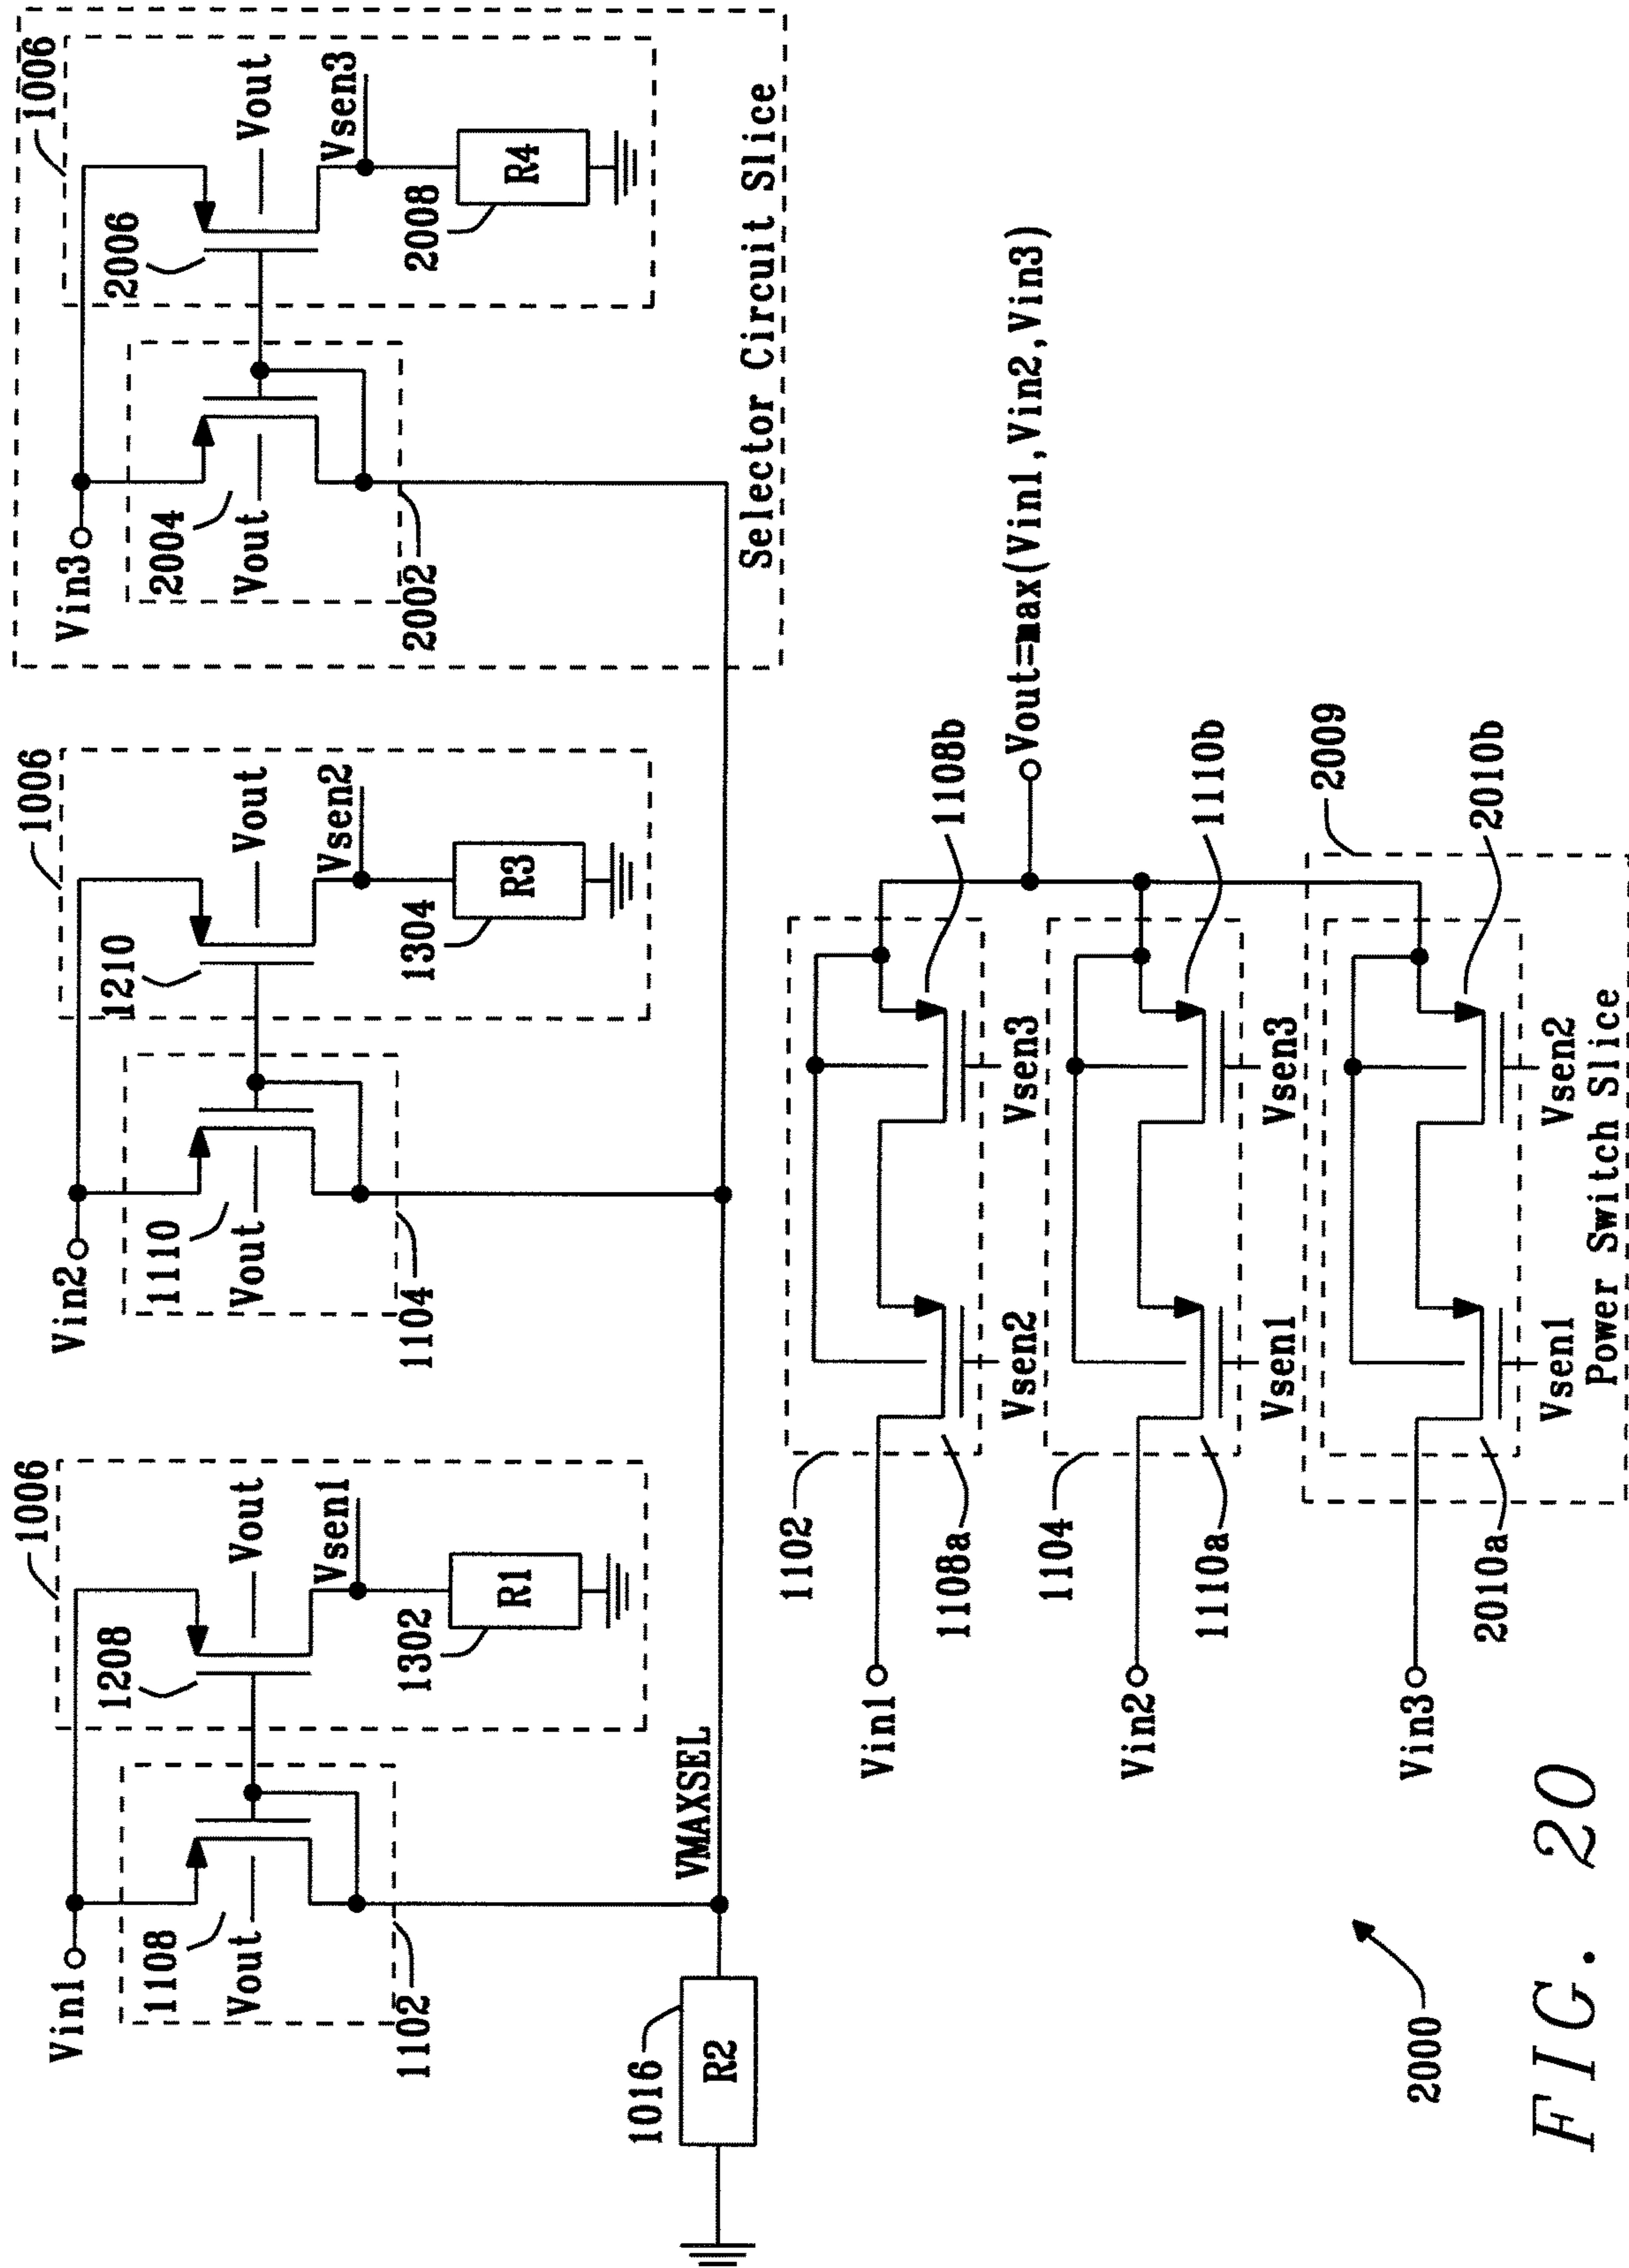 Vin1
1108
Vout
1102
1208
1006
Vout
Vsen1
1302
R1
Vin2
1110
Vout
1104
1210
1006
Vout
Vsen2
1304
R3
Vin3
2004
Vout
2002
2006
1006
Vout
Vsen3
2008
R4
Selector Circuit Slice
1016
R2
VMAXSEL
Vin1
1102
1108a
Vsen2
Vsen3
1108b
Vout=max(Vin1,Vin2,Vin3)
Vin2
1104
1110a
Vsen1
Vsen3
1110b
Vin3
2010a
Vsen1
Vsen2
2010b
2009
Power Switch Slice
2000
FIG. 20